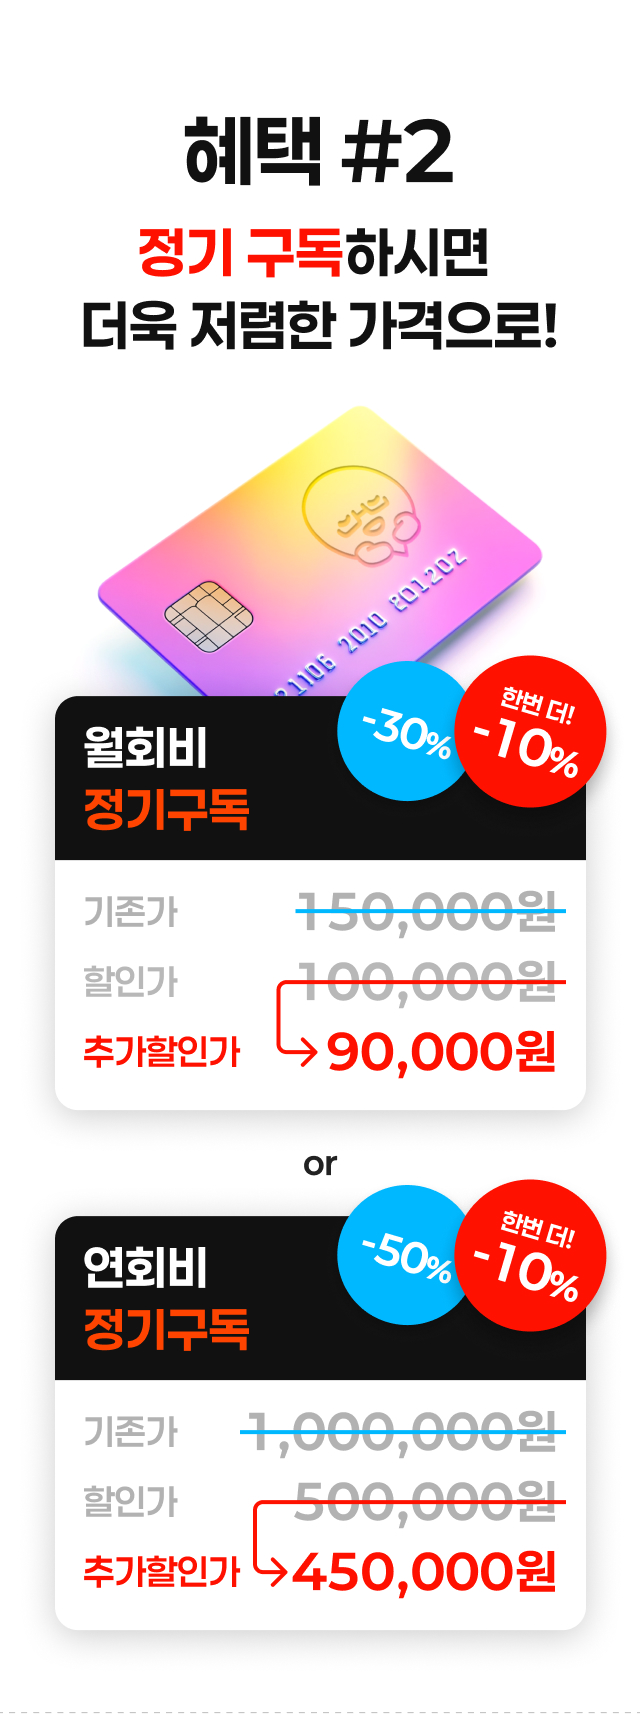 혜택 #2
정기 구독하시면
더욱 저렴한 가격으로!
21106 2010 801202
월회비
정기구독
-30%
한번 더!
-10%
기존가 150,000원
할인가 100,000원
추가할인가 90,000원
or
연회비
정기구독
-50%
한번 더!
-10%
기존가 1,000,000원
할인가 500,000원
추가할인가 450,000원